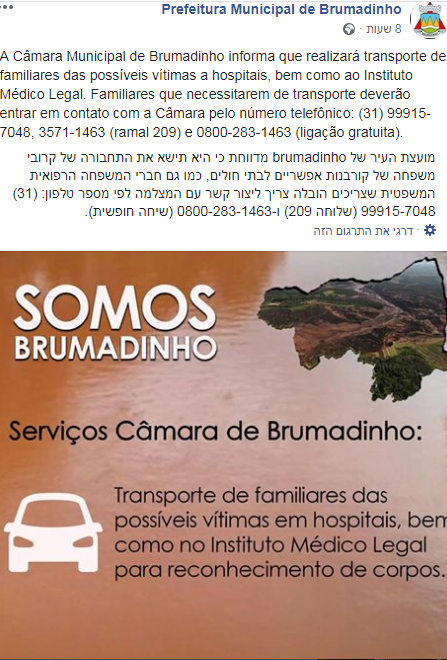 Prefeitura Municipal de Brumadinho
8 שעות ·
A Câmara Municipal de Brumadinho informa que realizará transporte de
familiares das possíveis vítimas a hospitais, bem como ao Instituto
Médico Legal. Familiares que necessitarem de transporte deverão
entrar em contato com a Câmara pelo número telefônico: (31) 99915-
7048, 3571-1463 (ramal 209) e 0800-283-1463 (ligação gratuita).
מועצת העיר של brumadinho מדווחת כי היא תישא את התחבורה של קרובי
משפחה של קורבנות אפשריים לבתי חולים, כמו גם חברי המשפחה הרפואית
המשפטית שצריכים הובלה צריך ליצור קשר עם המצלמה לפי מספר טלפון: (31)
99915-7048 (שלוחה 209) ו-0800-283-1463 (שיחה חופשית).
· דרגי את התרגום הזה
SOMOS
BRUMADINHO
Serviços Câmara de Brumadinho:
Transporte de familiares das
possíveis vítimas em hospitais, bem
como no Instituto Médico Legal
para reconhecimento de corpos.